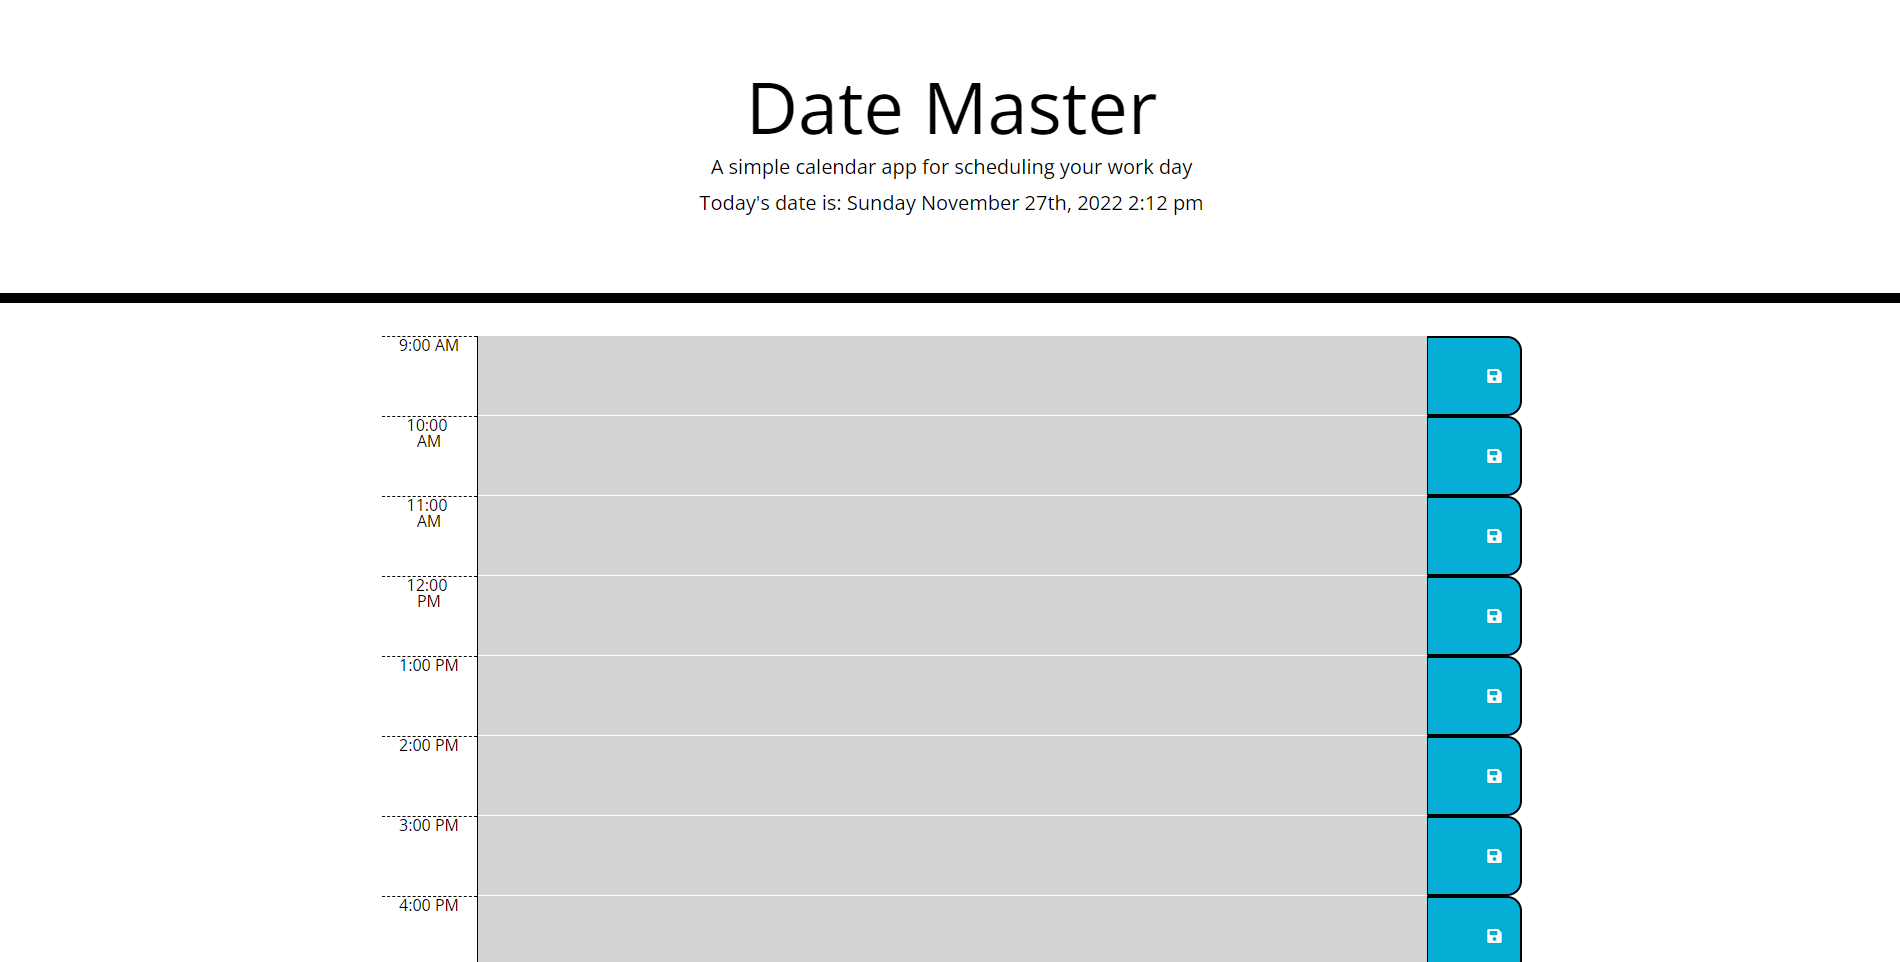 Date Master
A simple calendar app for scheduling your work day
Today's date is: Sunday November 27th, 2022 2:12 pm
9:00 AM
10:00
AM
11:00
AM
12:00
PM
1:00 PM
2:00 PM
3:00 PM
4:00 PM